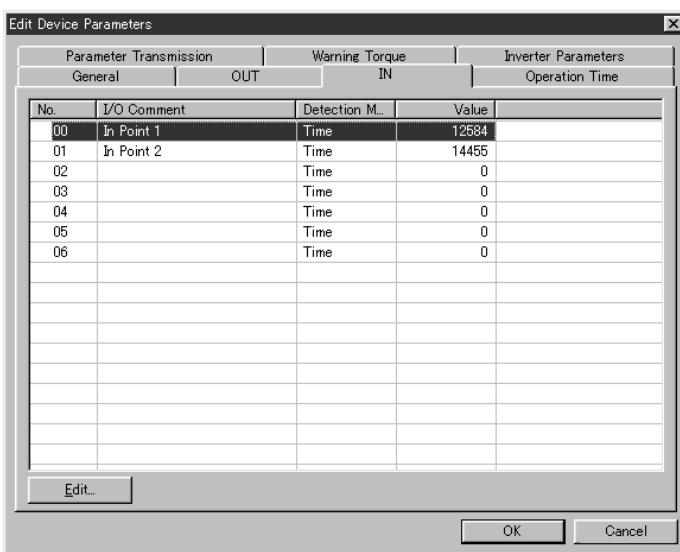 Edit Device Parameters
Parameter Transmission Warning Torque Inverter Parameters
General OUT IN Operation Time
No. I/O Comment Detection M... Value
00 In Point 1 Time 12584
01 In Point 2 Time 14455
02 Time 0
03 Time 0
04 Time 0
05 Time 0
06 Time 0
Edit...
OK Cancel